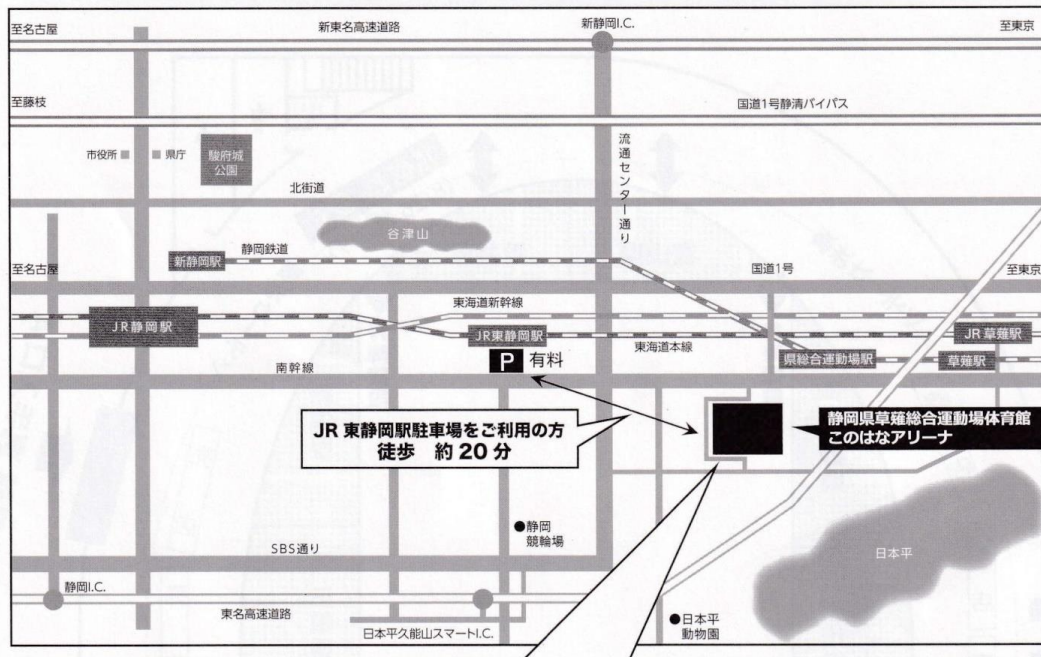 至名古屋
新東名高速道路
新静岡I.C.
至東京
至藤枝
国道1号静清バイパス
市役所
県庁
駿府城
公園
流通センター通り
北街道
谷津山
静岡鉄道
新静岡駅
至名古屋
国道1号
至東京
東海道新幹線
JR静岡駅
JR東静岡駅
東海道本線
JR草薙駅
県総合運動場駅
草薙駅
P 有料
南幹線
JR東静岡駅駐車場をご利用の方
徒歩 約20分
静岡県草薙総合運動場体育館
このはなアリーナ
●静岡
競輪場
SBS通り
日本平
静岡I.C.
東名高速道路
日本平久能山スマートI.C.
●日本平
動物園